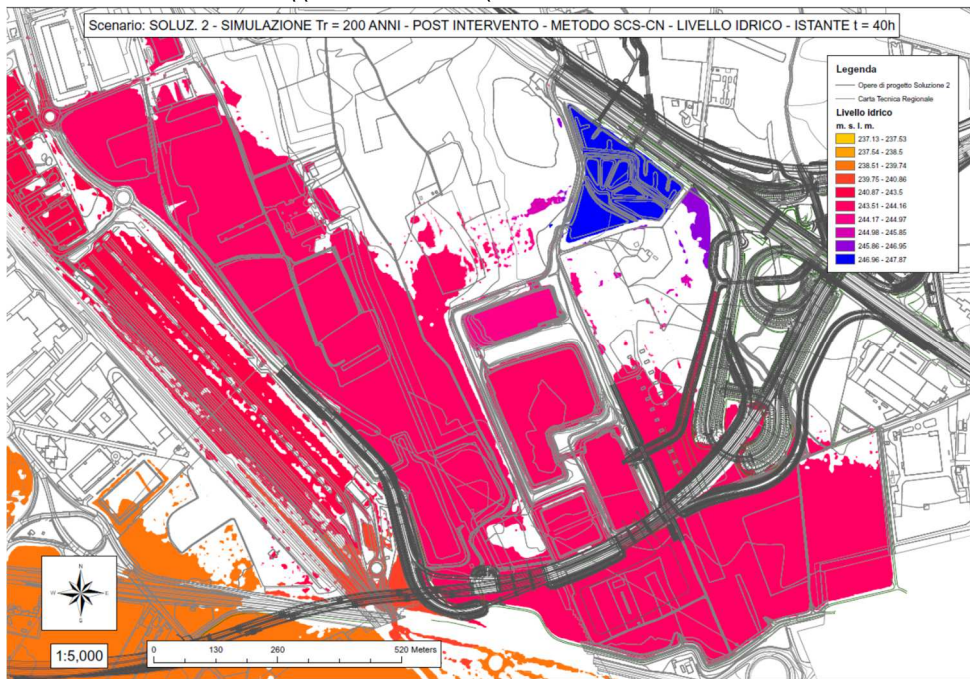 Scenario: SOLUZ. 2 - SIMULAZIONE Tr = 200 ANNI - POST INTERVENTO - METODO SCS-CN - LIVELLO IDRICO - ISTANTE t = 40h
Legenda
Opere di progetto Soluzione 2
Carta Tecnica Regionale
Livello idrico
m. s. l. m.
237.13 - 237.53
237.54 - 238.5
238.51 - 239.74
239.75 - 240.86
240.87 - 243.5
243.51 - 244.16
244.17 - 244.97
244.98 - 245.85
245.86 - 246.95
246.96 - 247.87
N
W E
S
1:5,000
0 130 260 520 Meters